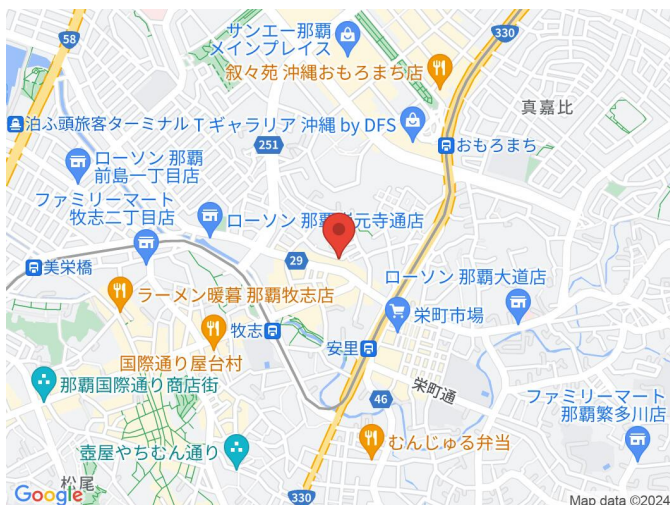 58
サンエー那覇
メインプレイス
330
叙々苑 沖縄おもろまち店
真嘉比
泊ふ頭旅客ターミナル
Tギャラリア 沖縄 by DFS
251
おもろまち
ローソン 那覇
前島一丁目店
ファミリーマート
牧志二丁目店
ローソン 那覇
元寺通店
美栄橋
29
ローソン 那覇大道店
ラーメン暖暮 那覇牧志店
栄町市場
牧志
国際通り屋台村
安里
那覇国際通り商店街
栄町通
46
ファミリーマート
那覇繁多川店
むんじゅる弁当
壺屋やちむん通り
松尾
330
Google
Map data ©2024